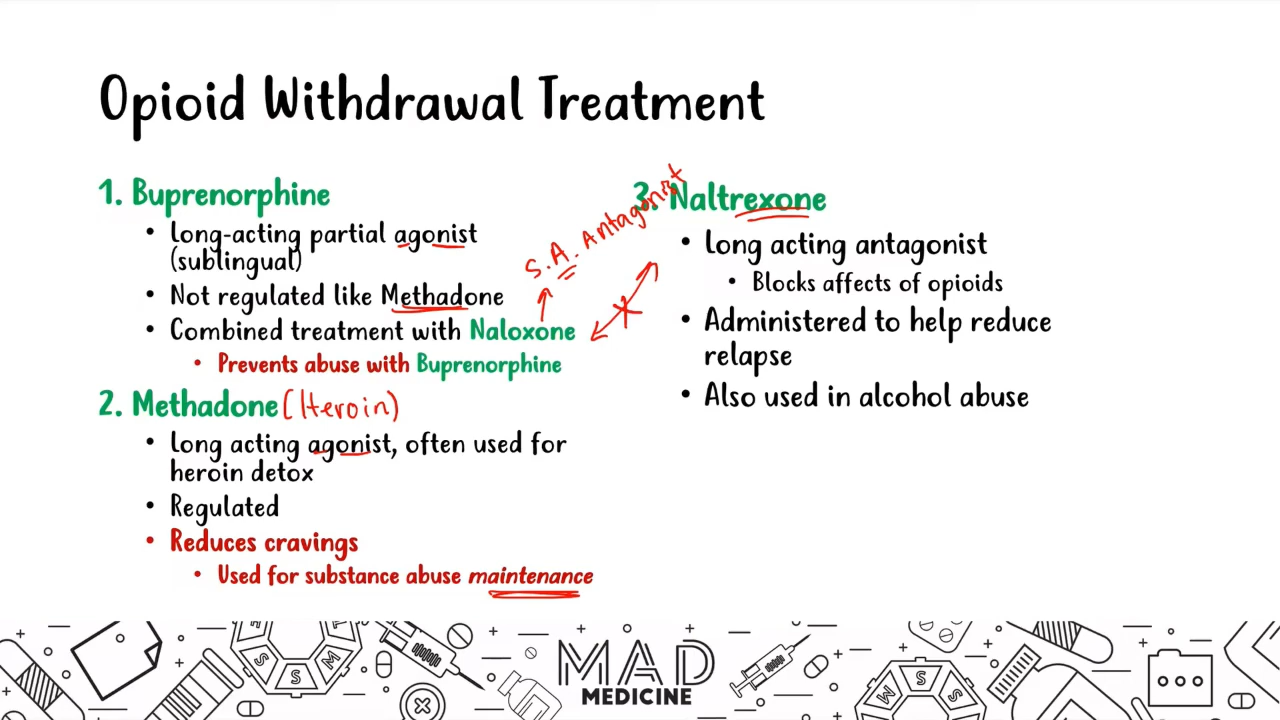 Opioid Withdrawal Treatment
1. Buprenorphine
• Long-acting partial agonist
(sublingual)
• Not regulated like Methadone
• Combined treatment with Naloxone
• Prevents abuse with Buprenorphine
S.A. Antagonist
2. Methadone (Heroin)
• Long acting agonist, often used for
heroin detox
• Regulated
• Reduces cravings
• Used for substance abuse maintenance
3. Naltrexone
• Long acting antagonist
• Blocks affects of opioids
• Administered to help reduce
relapse
• Also used in alcohol abuse
MAD
MEDICINE
S
S
M
M
S
S